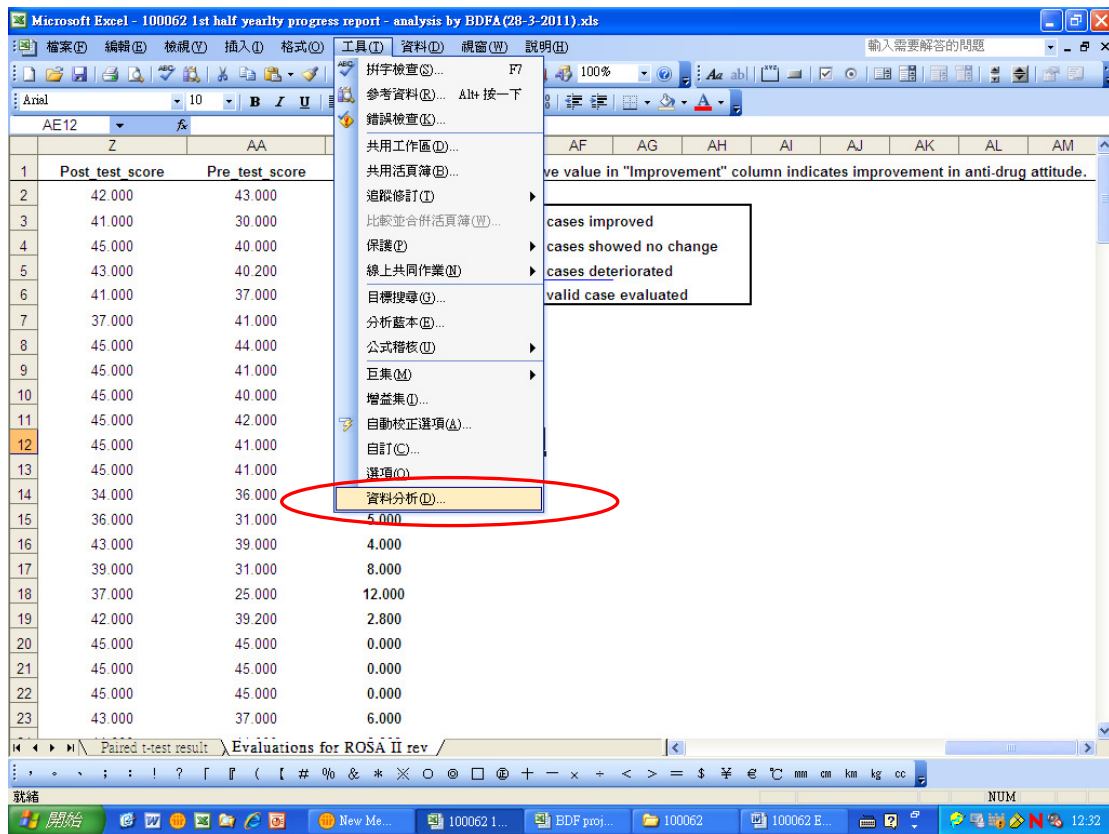 Microsoft Excel - 100062 1st half yearlty progress report - analysis by BDFA(28-3-2011).xls
檔案(F) 編輯(E) 檢視(V) 插入(I) 格式(O) 工具(T) 資料(D) 視窗(W) 說明(H) 輸入需要解答的問題
100%
Arial 10 B I U
AE12 fx
拼字檢查(S)... F7
參考資料(R)... Alt+按一下
錯誤檢查(K)...
共用工作區(D)...
共用活頁簿(B)...
追蹤修訂(T)
比較並合併活頁簿(W)...
保護(P)
線上共同作業(N)
目標搜尋(G)...
分析藍本(E)...
公式稽核(U)
巨集(M)
增益集(I)...
自動校正選項(A)...
自訂(C)...
選項(O)
資料分析(D)...
Z AA AF AG AH AI AJ AK AL AM
1 Post_test_score Pre_test_score ve value in "Improvement" column indicates improvement in anti-drug attitude.
2 42.000 43.000
3 41.000 30.000 cases improved
4 45.000 40.000 cases showed no change
5 43.000 40.200 cases deteriorated
6 41.000 37.000 valid case evaluated
7 37.000 41.000
8 45.000 44.000
9 45.000 41.000
10 45.000 40.000
11 45.000 42.000
12 45.000 41.000
13 45.000 41.000
14 34.000 36.000
15 36.000 31.000 5.000
16 43.000 39.000 4.000
17 39.000 31.000 8.000
18 37.000 25.000 12.000
19 42.000 39.200 2.800
20 45.000 45.000 0.000
21 45.000 45.000 0.000
22 45.000 45.000 0.000
23 43.000 37.000 6.000
Paired t-test result Evaluations for ROSA II rev
, 。 、 ; : ! ? 「 『 ( 【 # % & * ※ ○ ◎ □ ⊕ + － × ÷ < > = $ ¥ € ℃ mm cm km kg cc
就緒 NUM
開始 New Me... 100062 1... BDF proj... 100062 100062 E... 12:32